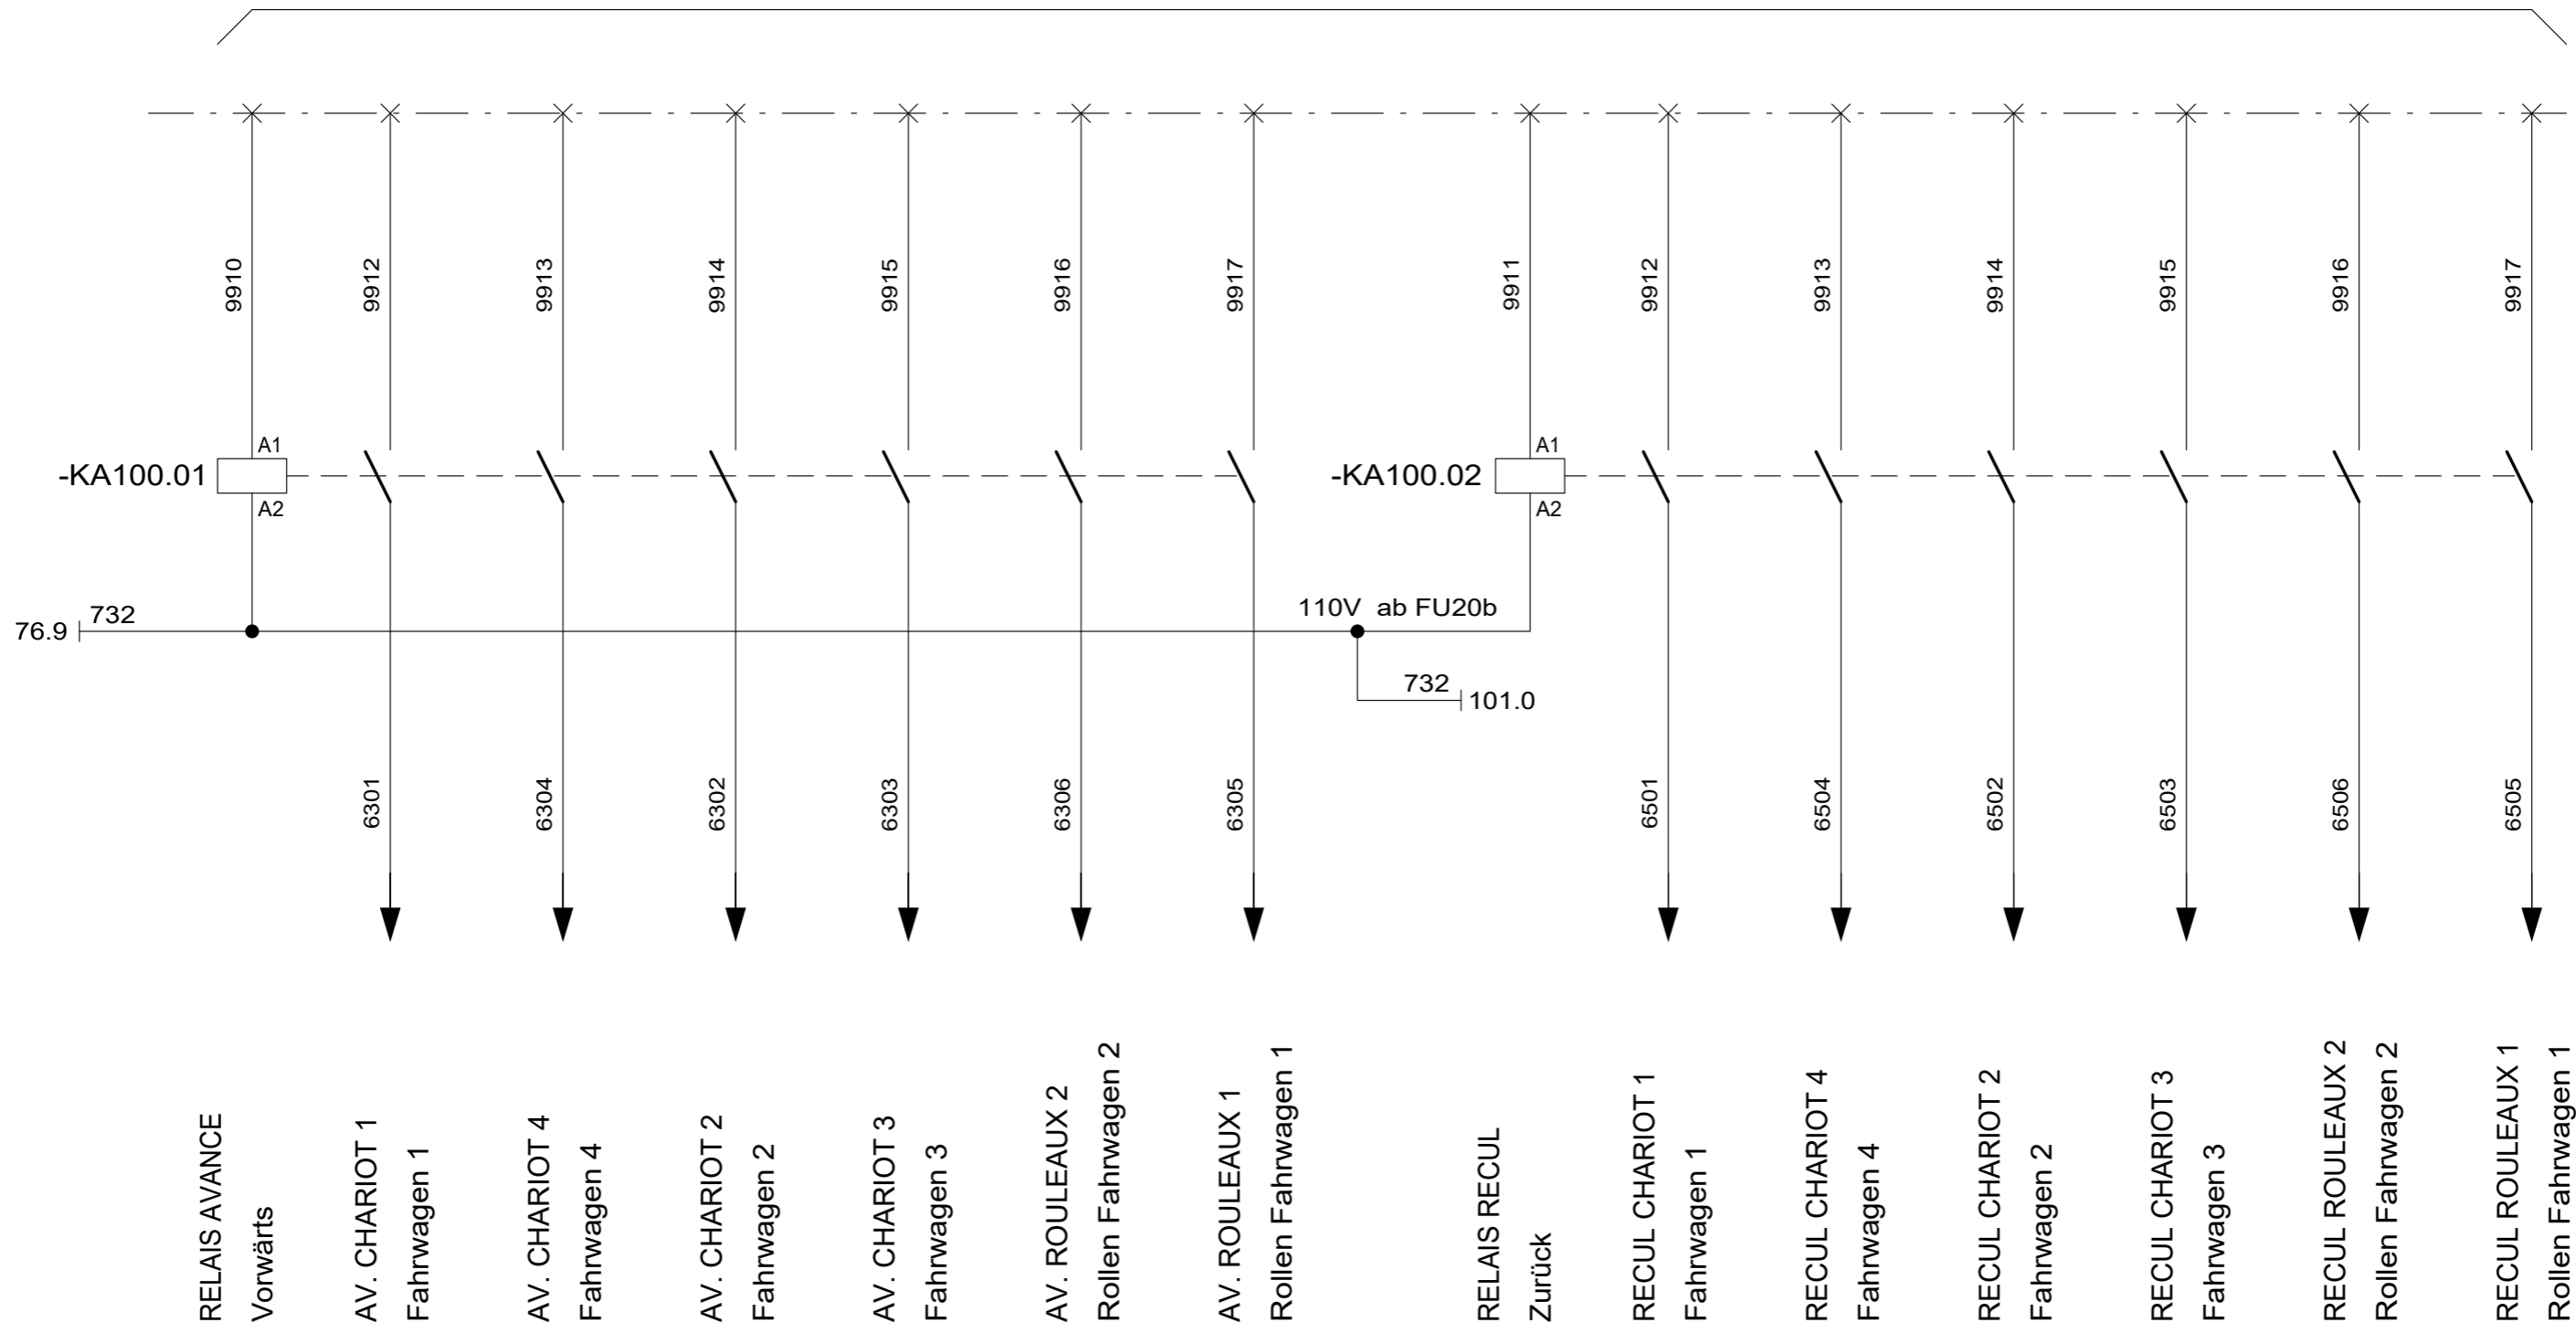 9910
9912
9913
9914
9915
9916
9917
9911
9912
9913
9914
9915
9916
9917
-KA100.01
A1
A2
-KA100.02
A1
A2
76.9
732
110V ab FU20b
732
101.0
6301
6304
6302
6303
6306
6305
6501
6504
6502
6503
6506
6505
RELAIS AVANCE
Vorwärts
AV. CHARIOT 1
Fahrwagen 1
AV. CHARIOT 4
Fahrwagen 4
AV. CHARIOT 2
Fahrwagen 2
AV. CHARIOT 3
Fahrwagen 3
AV. ROULEAUX 2
Rollen Fahrwagen 2
AV. ROULEAUX 1
Rollen Fahrwagen 1
RELAIS RECUL
Zurück
RECUL CHARIOT 1
Fahrwagen 1
RECUL CHARIOT 4
Fahrwagen 4
RECUL CHARIOT 2
Fahrwagen 2
RECUL CHARIOT 3
Fahrwagen 3
RECUL ROULEAUX 2
Rollen Fahrwagen 2
RECUL ROULEAUX 1
Rollen Fahrwagen 1